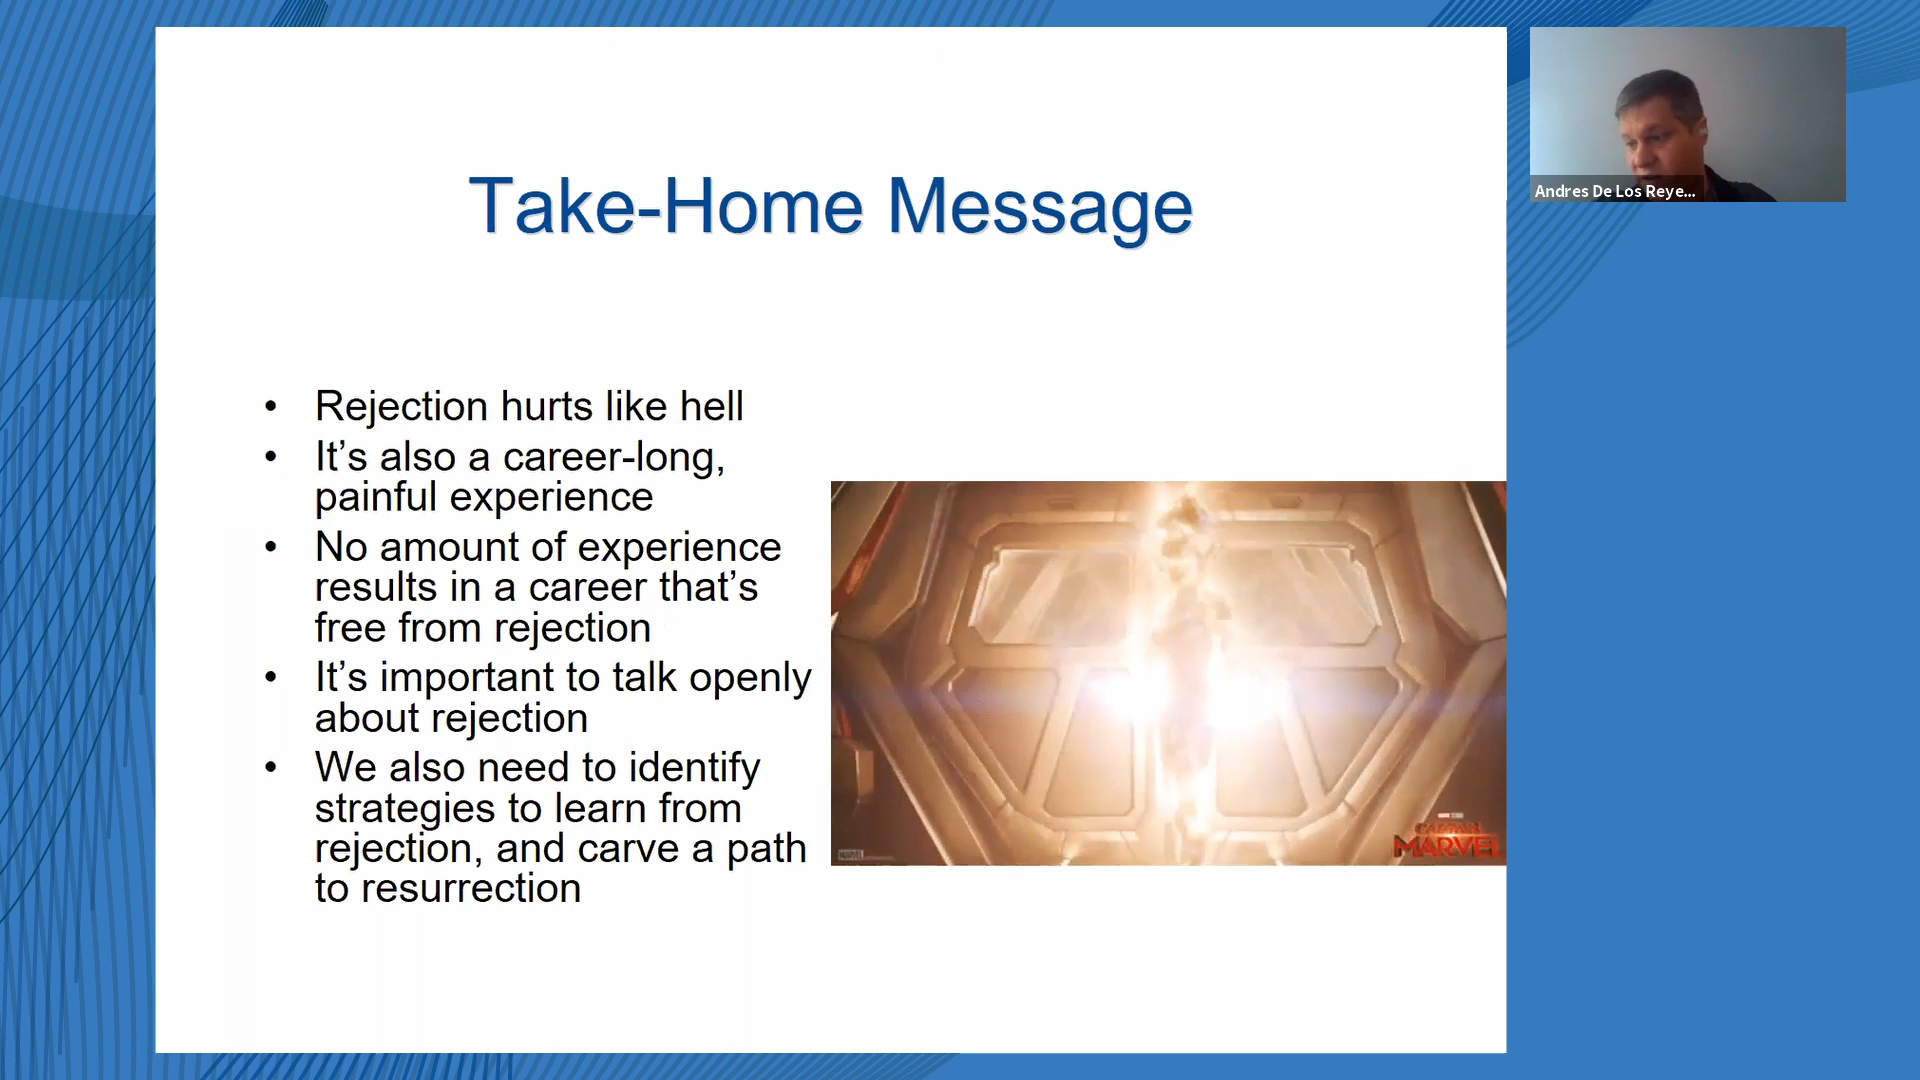 Take-Home Message
• Rejection hurts like hell
• It’s also a career-long,
painful experience
• No amount of experience
results in a career that’s
free from rejection
• It’s important to talk openly
about rejection
• We also need to identify
strategies to learn from
rejection, and carve a path
to resurrection
Andres De Los Reye...
MARVEL
CAPTAIN
MARVEL